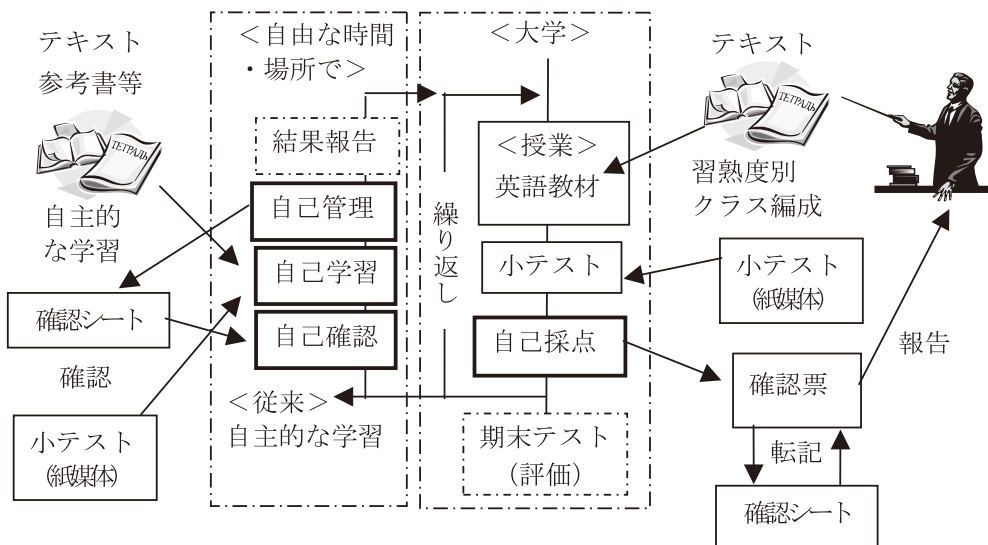 テキスト
参考書等
ТЕТРАДЬ
自主的
な学習
確認シート
確認
小テスト
(紙媒体)
＜自由な時間
・場所で＞
結果報告
自己管理
自己学習
自己確認
＜従来＞
自主的な学習
繰り返し
＜大学＞
＜授業＞
英語教材
小テスト
自己採点
期末テスト
(評価)
テキスト
ТЕТРАДЬ
習熟度別
クラス編成
小テスト
(紙媒体)
報告
確認票
転記
確認シート